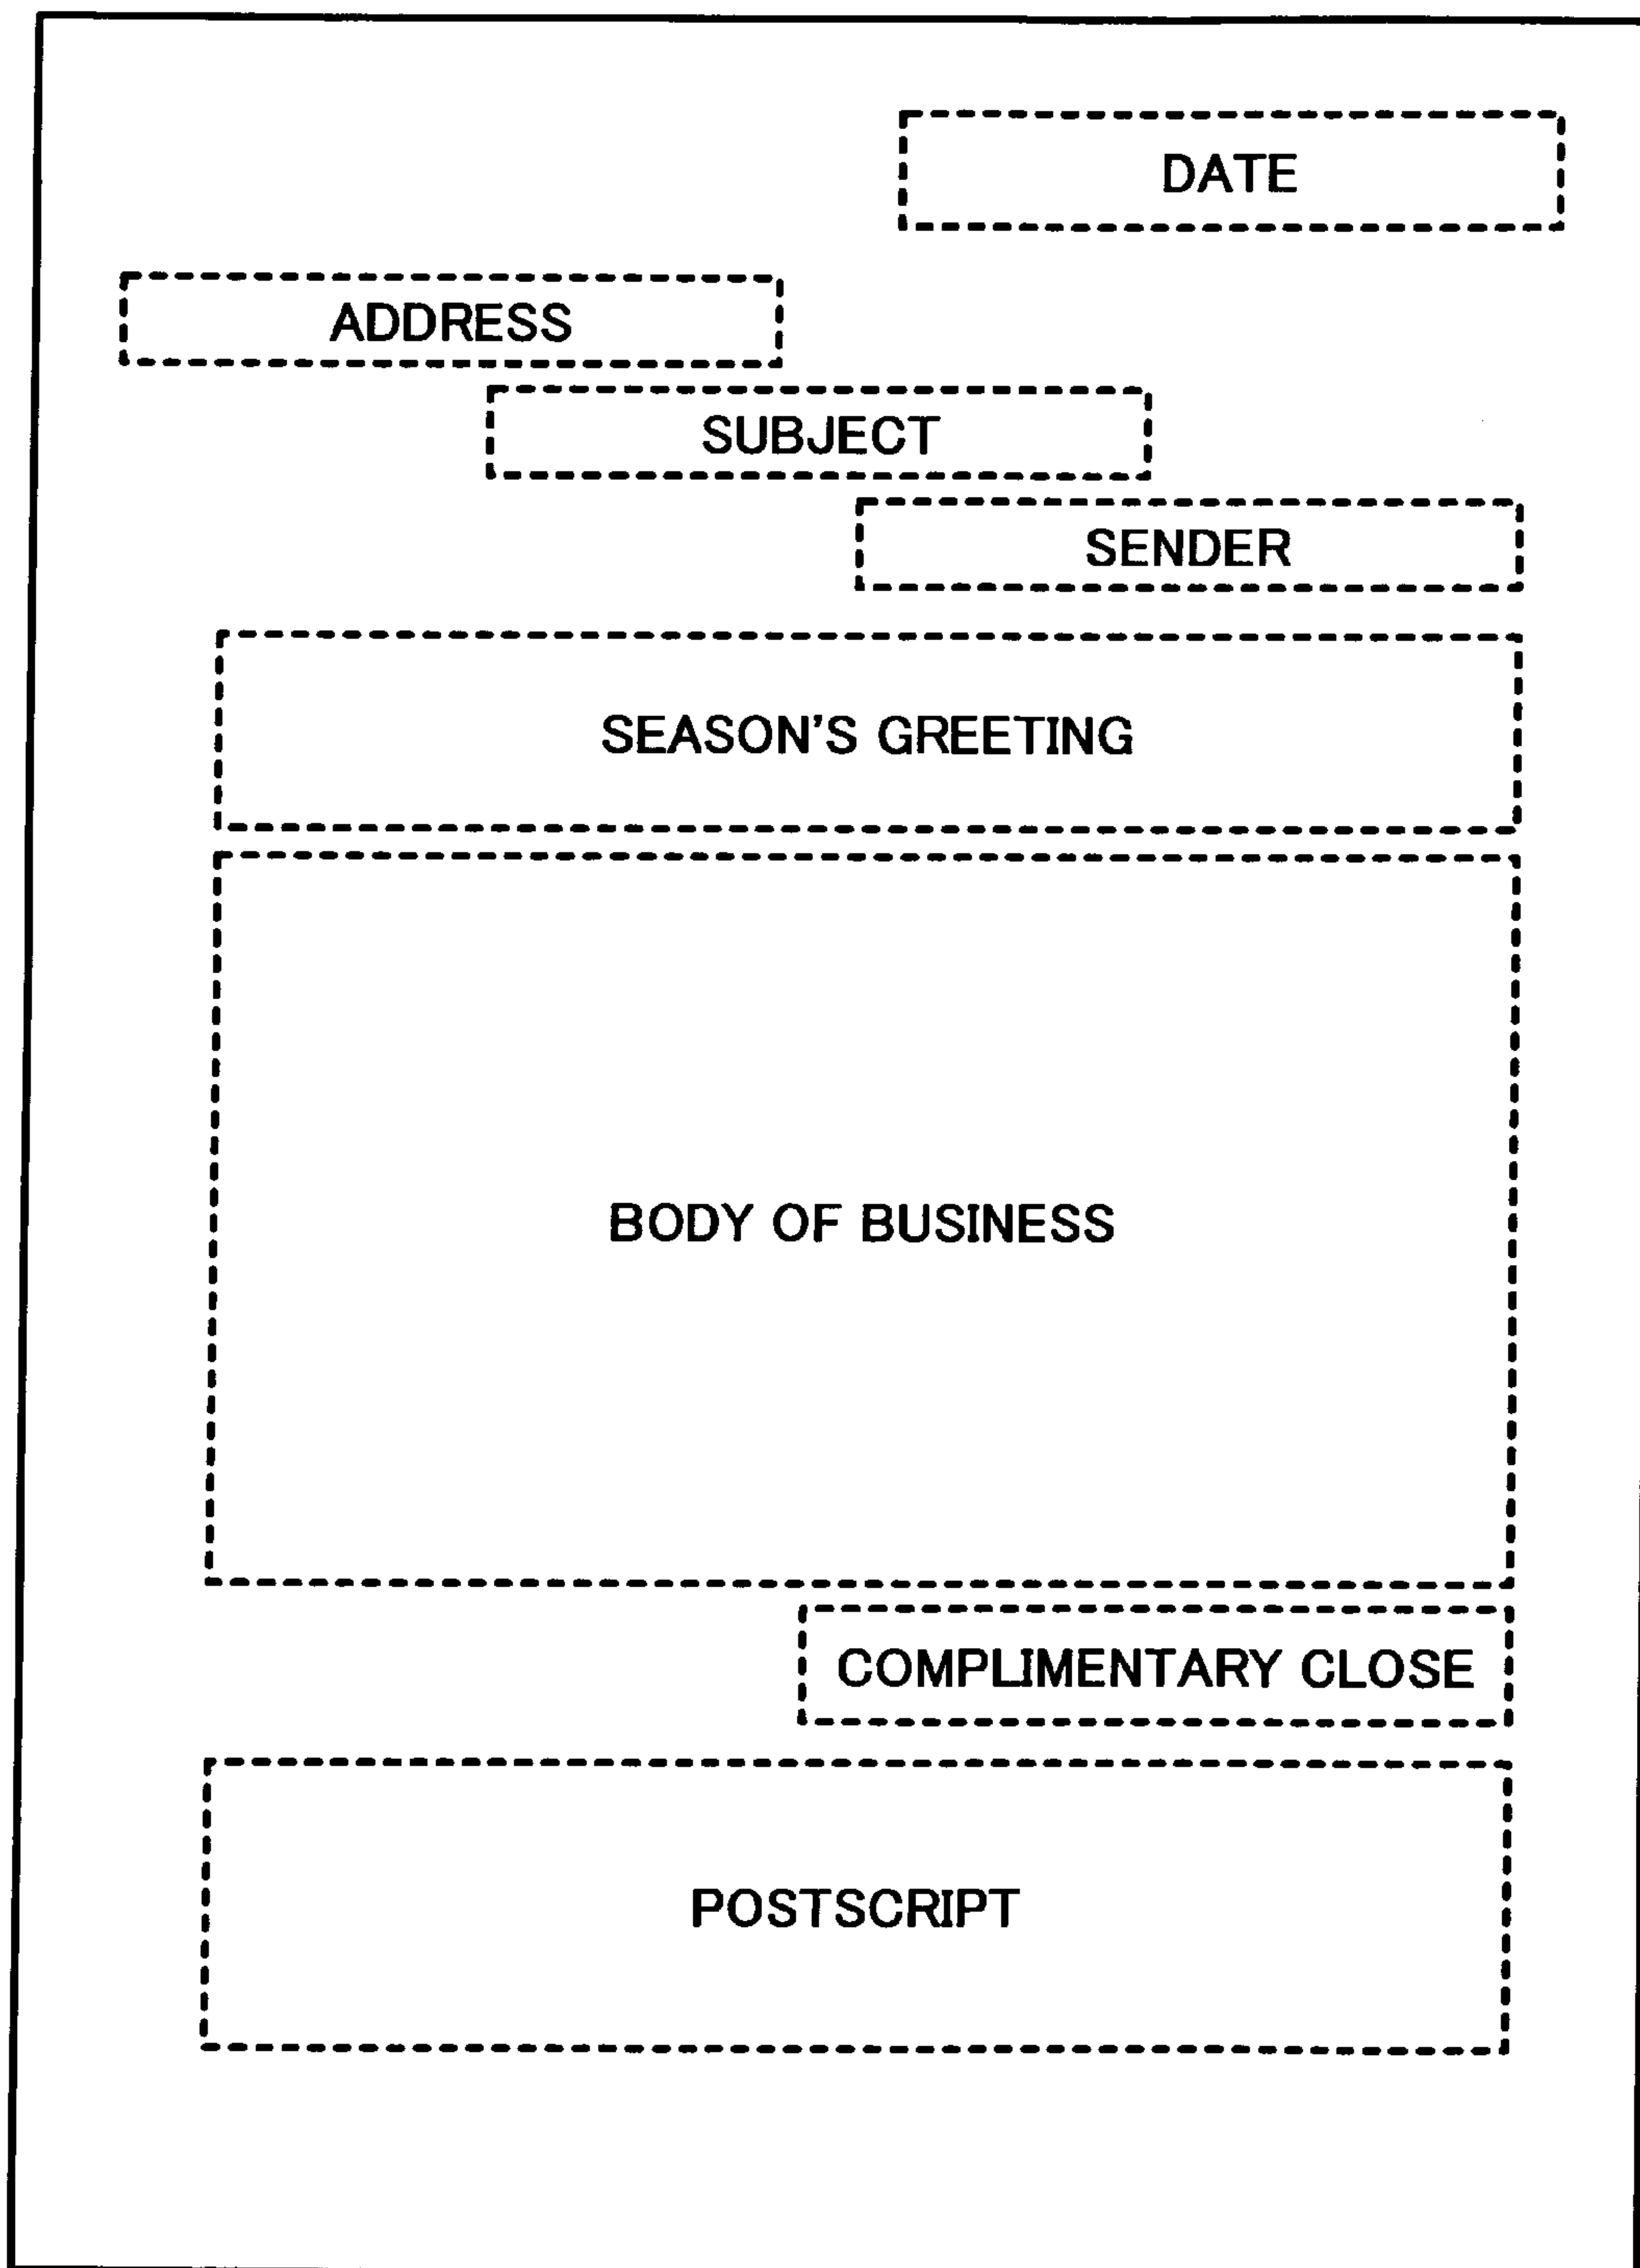 DATE
ADDRESS
SUBJECT
SENDER
SEASON'S GREETING
BODY OF BUSINESS
COMPLIMENTARY CLOSE
POSTSCRIPT